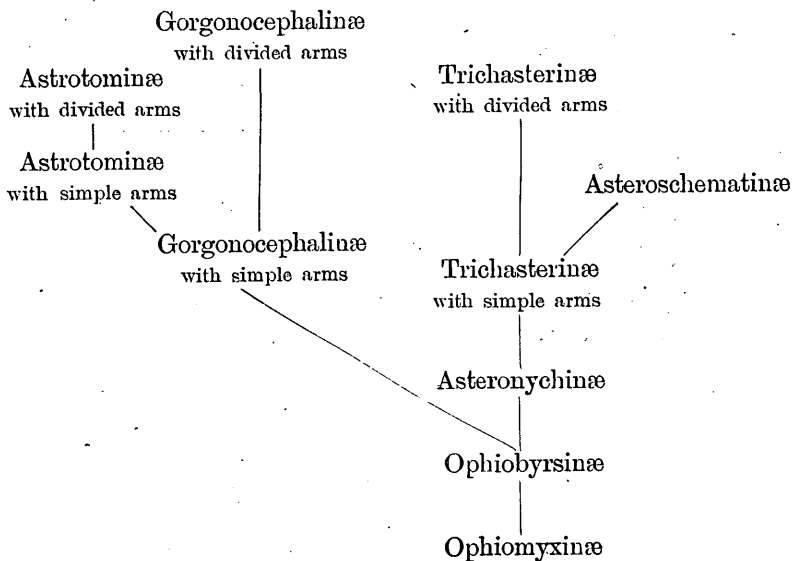 Gorgonocephalinæ
with divided arms
Astrotominæ
with divided arms
Trichasterinæ
with divided arms
Astrotominæ
with simple arms
Asteroschematinæ
Gorgonocephalinæ
with simple arms
Trichasterinæ
with simple arms
Asteronychinæ
Ophiobyrsinæ
Ophiomyxinæ